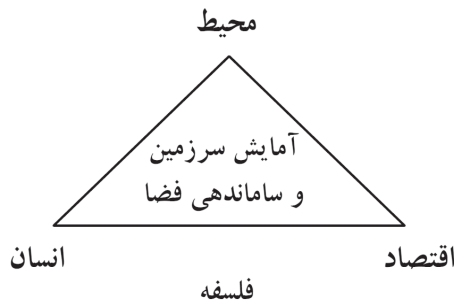 محیط
آمایش سرزمین
و ساماندهی فضا
اقتصاد
انسان
فلسفه